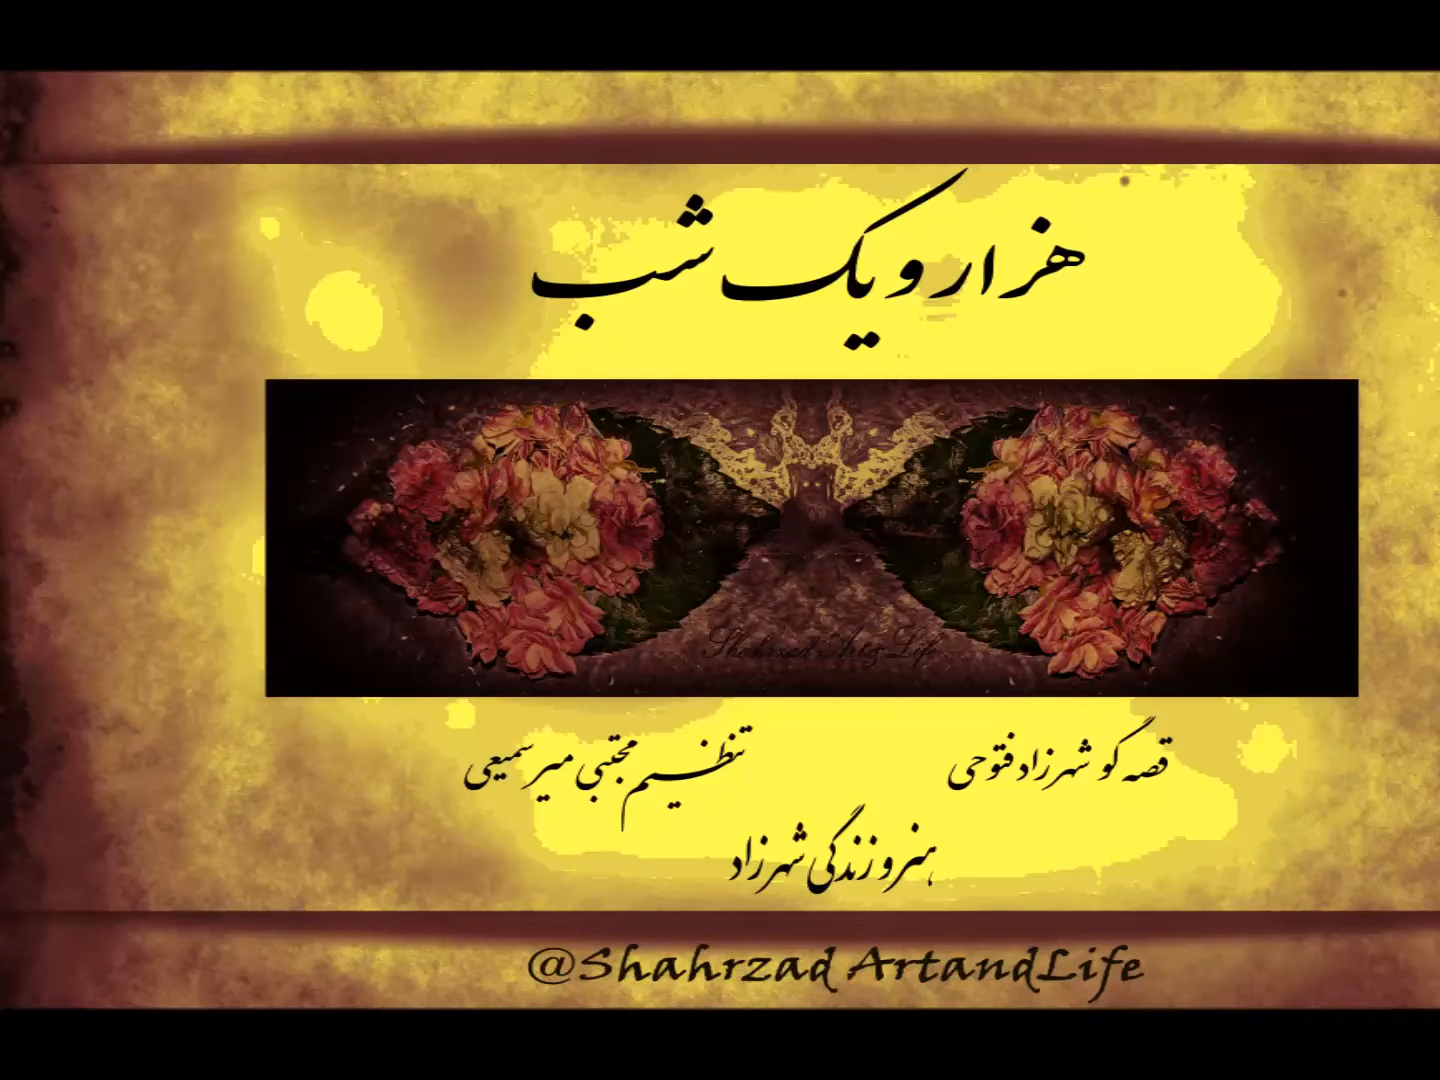 هزار و یک شب
Shahrzad Art & Life
قصه گو شهرزاد فتوحی
تنظیم مجتبی میرسمیعی
هنر و زندگی شهرزاد
@Shahrzad ArtandLife